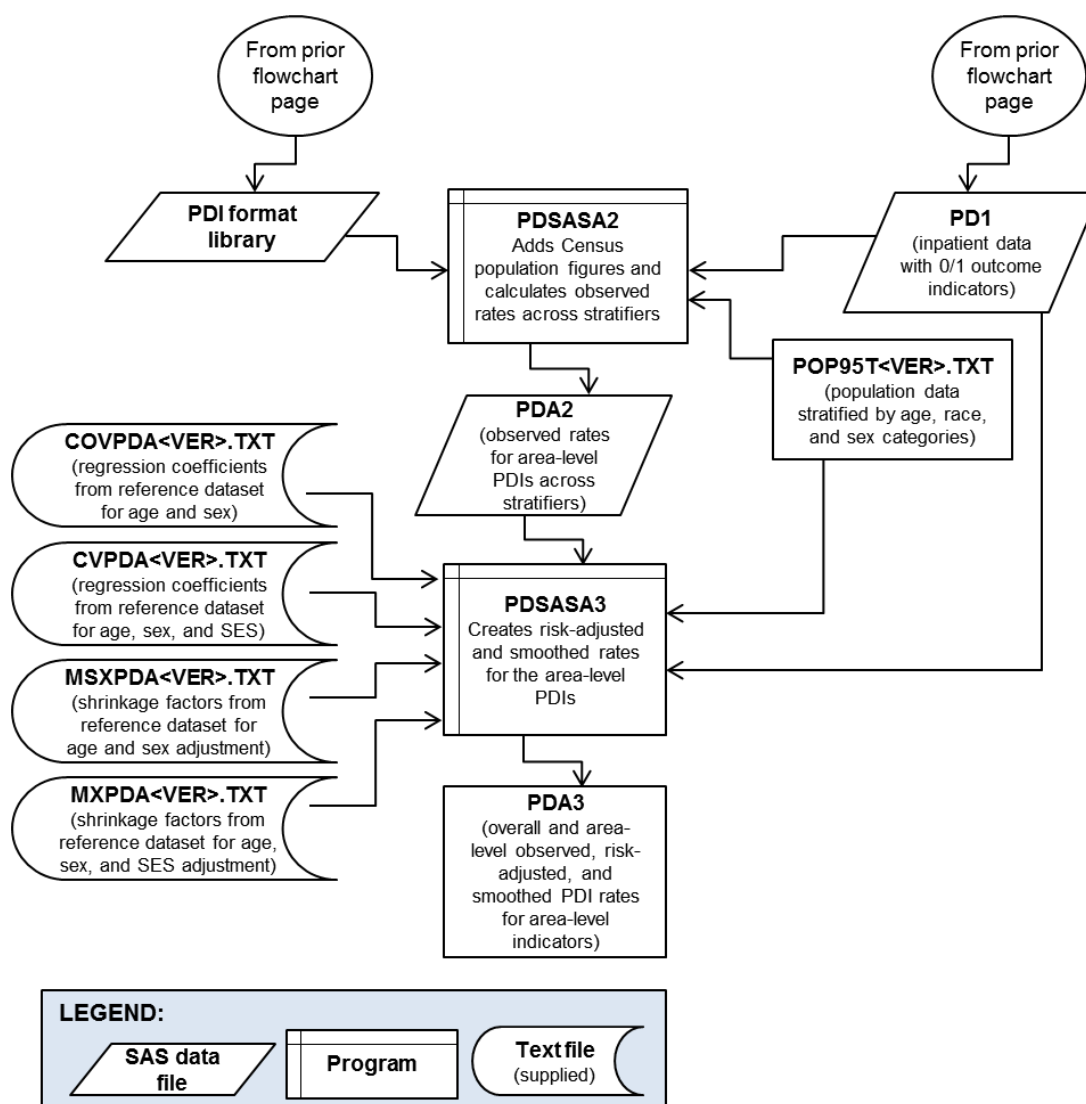 From prior
flowchart
page
From prior
flowchart
page
PDI format
library
PDSASA2
Adds Census
population figures and
calculates observed
rates across stratifiers
PD1
(inpatient data
with 0/1 outcome
indicators)
POP95T<VER>.TXT
(population data
stratified by age, race,
and sex categories)
PDA2
(observed rates
for area-level
PDIs across
stratifiers)
COVPDA<VER>.TXT
(regression coefficients
from reference dataset
for age and sex)
CVPDA<VER>.TXT
(regression coefficients
from reference dataset
for age, sex, and SES)
MSXPDA<VER>.TXT
(shrinkage factors from
reference dataset for
age and sex adjustment)
MXPDA<VER>.TXT
(shrinkage factors from
reference dataset for age,
sex, and SES adjustment)
PDSASA3
Creates risk-adjusted
and smoothed rates
for the area-level
PDIs
PDA3
(overall and area-
level observed, risk-
adjusted, and
smoothed PDI rates
for area-level
indicators)
LEGEND:
SAS data
file
Program
Text file
(supplied)